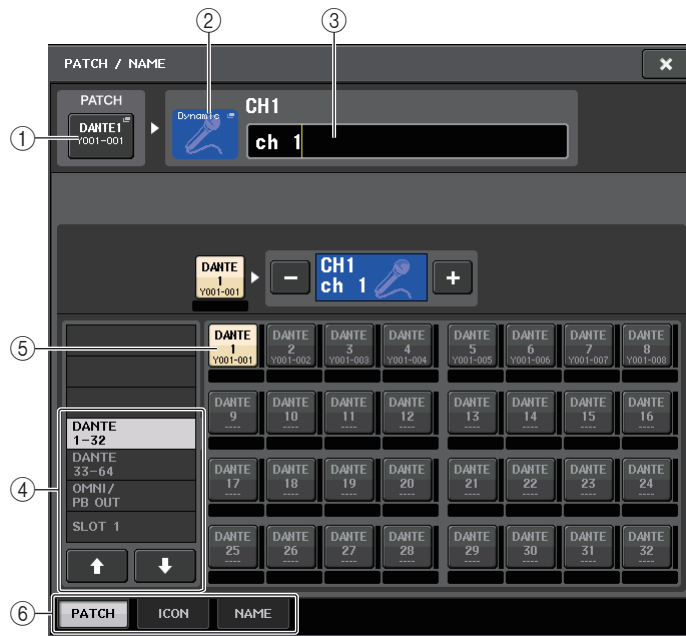 ② ③
PATCH / NAME ×
PATCH
CH1
① DANTE1
Y001-001
Dynamic
ch 1
DANTE
1
Y001-001
−
CH1
ch 1
+
⑤
DANTE 1 Y001-001
DANTE 2 Y001-002
DANTE 3 Y001-003
DANTE 4 Y001-004
DANTE 5 Y001-005
DANTE 6 Y001-006
DANTE 7 Y001-007
DANTE 8 Y001-008
DANTE 9 ----
DANTE 10 ----
DANTE 11 ----
DANTE 12 ----
DANTE 13 ----
DANTE 14 ----
DANTE 15 ----
DANTE 16 ----
④
DANTE
1-32
DANTE
33-64
OMNI/
PB OUT
SLOT 1
DANTE 17 ----
DANTE 18 ----
DANTE 19 ----
DANTE 20 ----
DANTE 21 ----
DANTE 22 ----
DANTE 23 ----
DANTE 24 ----
DANTE 25 ----
DANTE 26 ----
DANTE 27 ----
DANTE 28 ----
DANTE 29 ----
DANTE 30 ----
DANTE 31 ----
DANTE 32 ----
⑥ PATCH ICON NAME